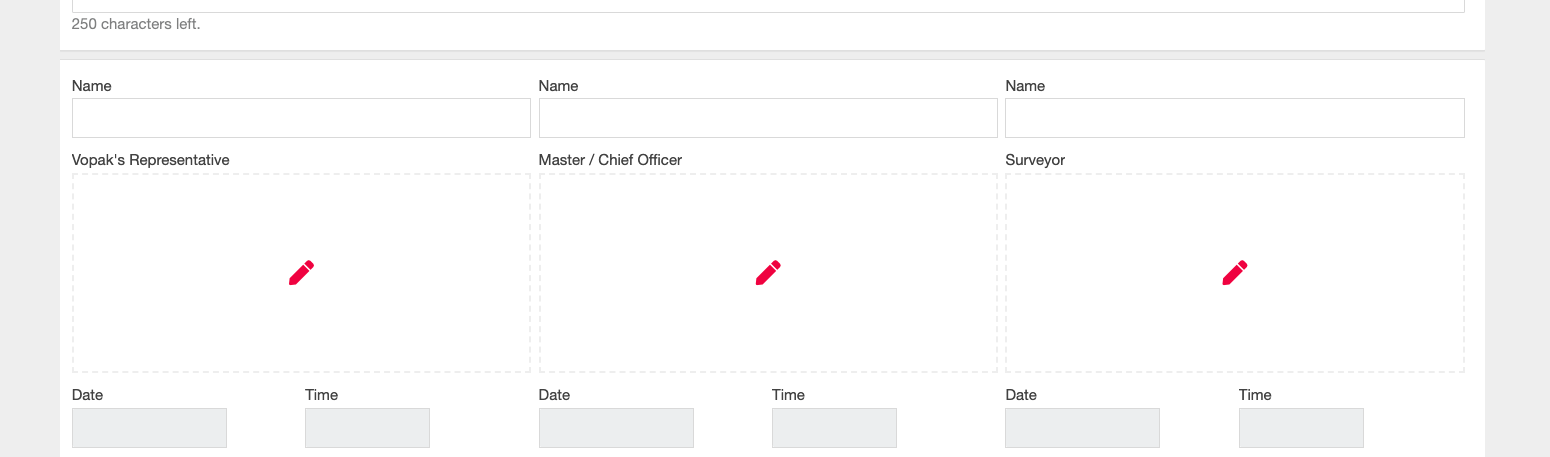 250 characters left.
Name Name Name
Vopak's Representative Master / Chief Officer Surveyor
Date Time Date Time Date Time